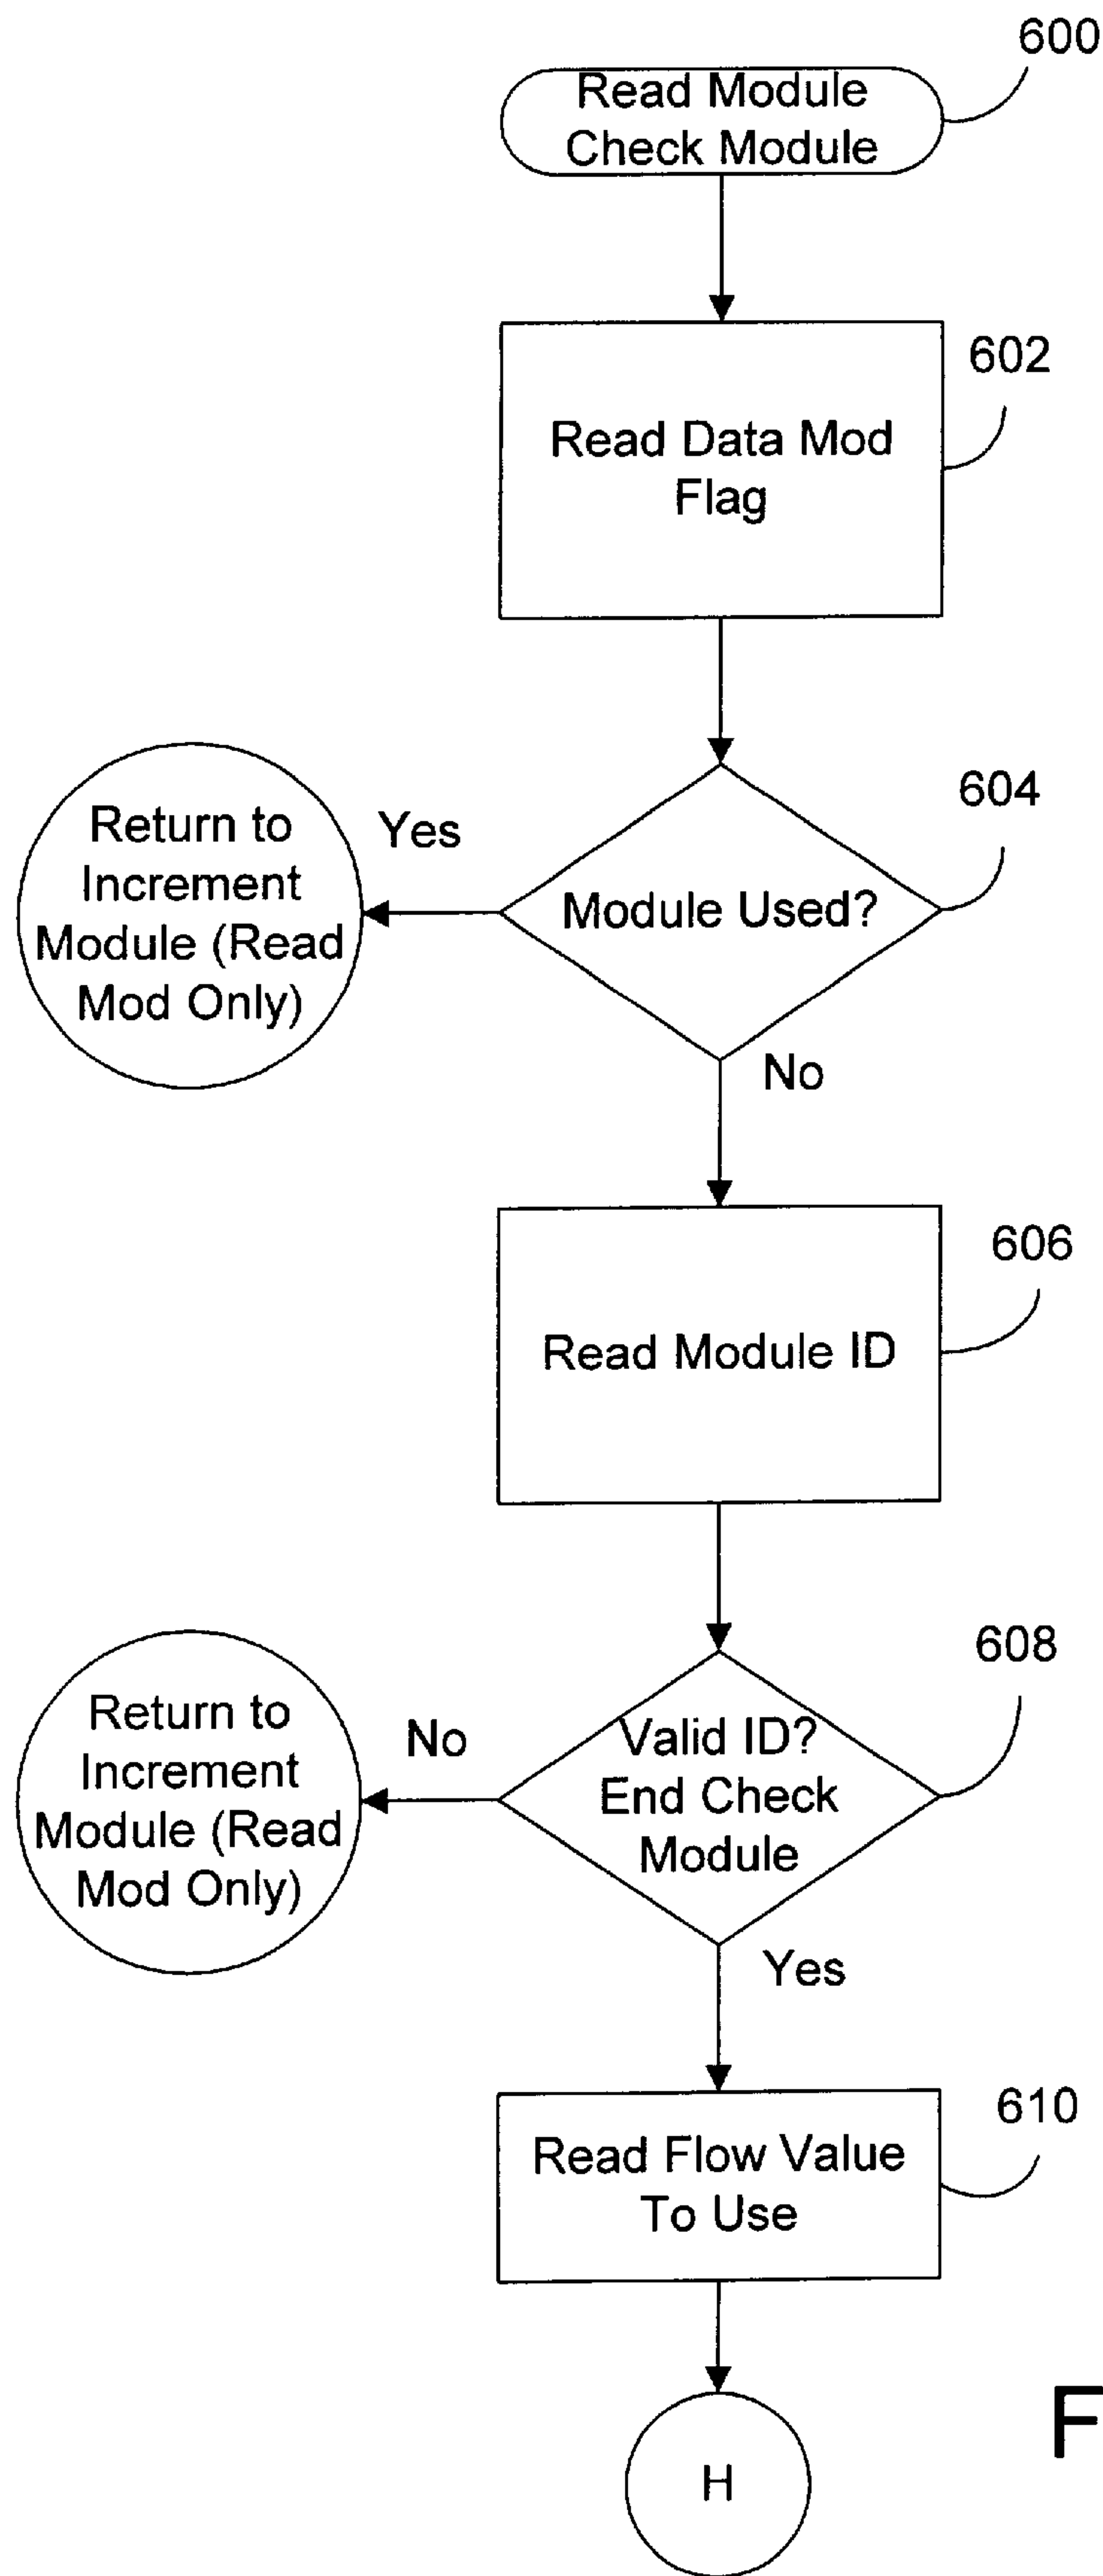 600
Read Module
Check Module
602
Read Data Mod
Flag
604
Return to
Increment
Module (Read
Mod Only)
Yes
Module Used?
No
606
Read Module ID
608
Return to
Increment
Module (Read
Mod Only)
No
Valid ID?
End Check
Module
Yes
610
Read Flow Value
To Use
F
H